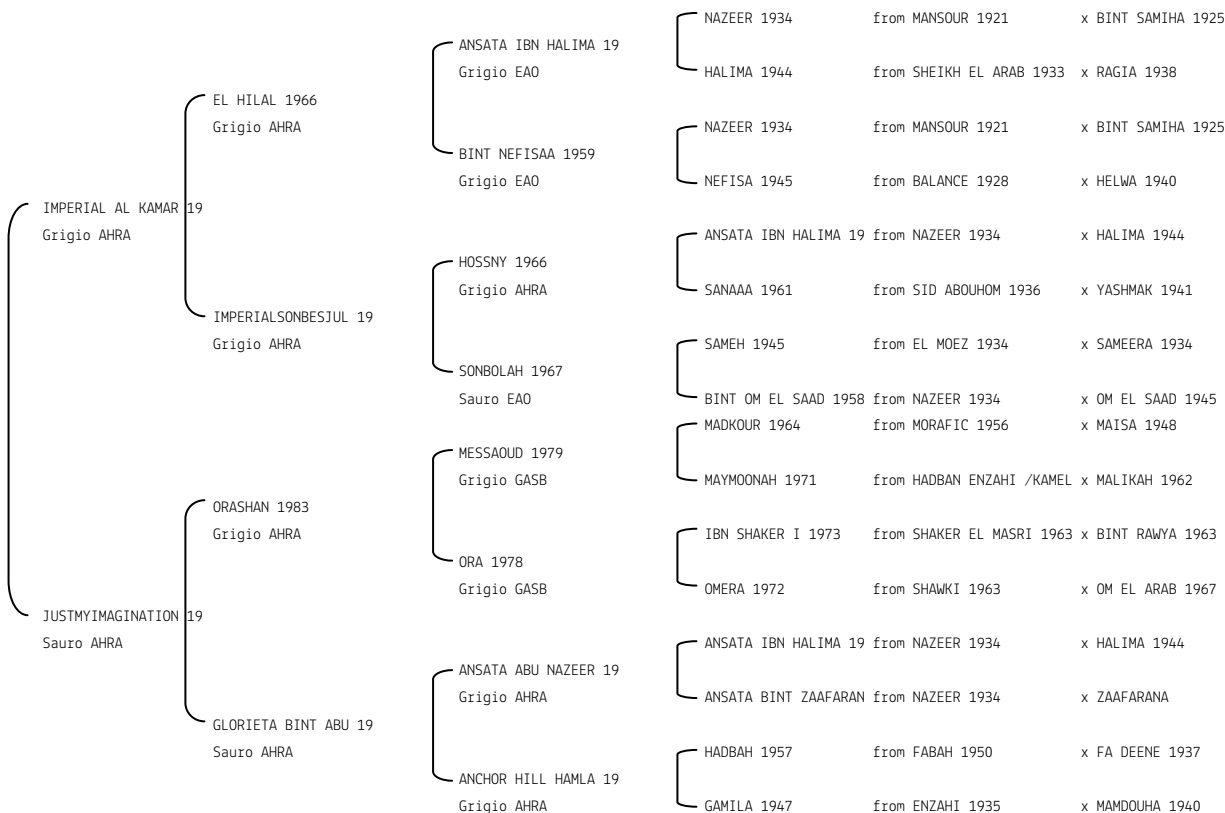 NAZEER 1934 from MANSOUR 1921 x BINT SAMIHA 1925
ANSATA IBN HALIMA 19
Grigio EAO
HALIMA 1944 from SHEIKH EL ARAB 1933 x RAGIA 1938
EL HILAL 1966
Grigio AHRA
NAZEER 1934 from MANSOUR 1921 x BINT SAMIHA 1925
BINT NEFISAA 1959
Grigio EAO
NEFISA 1945 from BALANCE 1928 x HELWA 1940
IMPERIAL AL KAMAR 19
Grigio AHRA
ANSATA IBN HALIMA 19 from NAZEER 1934 x HALIMA 1944
HOSSNY 1966
Grigio AHRA
SANAAA 1961 from SID ABOUHOM 1936 x YASHMAK 1941
IMPERIALSONBESJUL 19
Grigio AHRA
SAMEH 1945 from EL MOEZ 1934 x SAMEERA 1934
SONBOLAH 1967
Sauro EAO
BINT OM EL SAAD 1958 from NAZEER 1934 x OM EL SAAD 1945
MADKOUR 1964 from MORAFIC 1956 x MAISA 1948
MESSAOUD 1979
Grigio GASB
MAYMOONAH 1971 from HADBAN ENZAHI /KAMEL x MALIKAH 1962
ORASHAN 1983
Grigio AHRA
IBN SHAKER I 1973 from SHAKER EL MASRI 1963 x BINT RAWYA 1963
ORA 1978
Grigio GASB
OMERA 1972 from SHAWKI 1963 x OM EL ARAB 1967
JUSTMYIMAGINATION 19
Sauro AHRA
ANSATA IBN HALIMA 19 from NAZEER 1934 x HALIMA 1944
ANSATA ABU NAZEER 19
Grigio AHRA
ANSATA BINT ZAAFARAN from NAZEER 1934 x ZAAFARANA
GLORIETA BINT ABU 19
Sauro AHRA
HADBAH 1957 from FABAH 1950 x FA DEENE 1937
ANCHOR HILL HAMLA 19
Grigio AHRA
GAMILA 1947 from ENZAHI 1935 x MAMDOUHA 1940